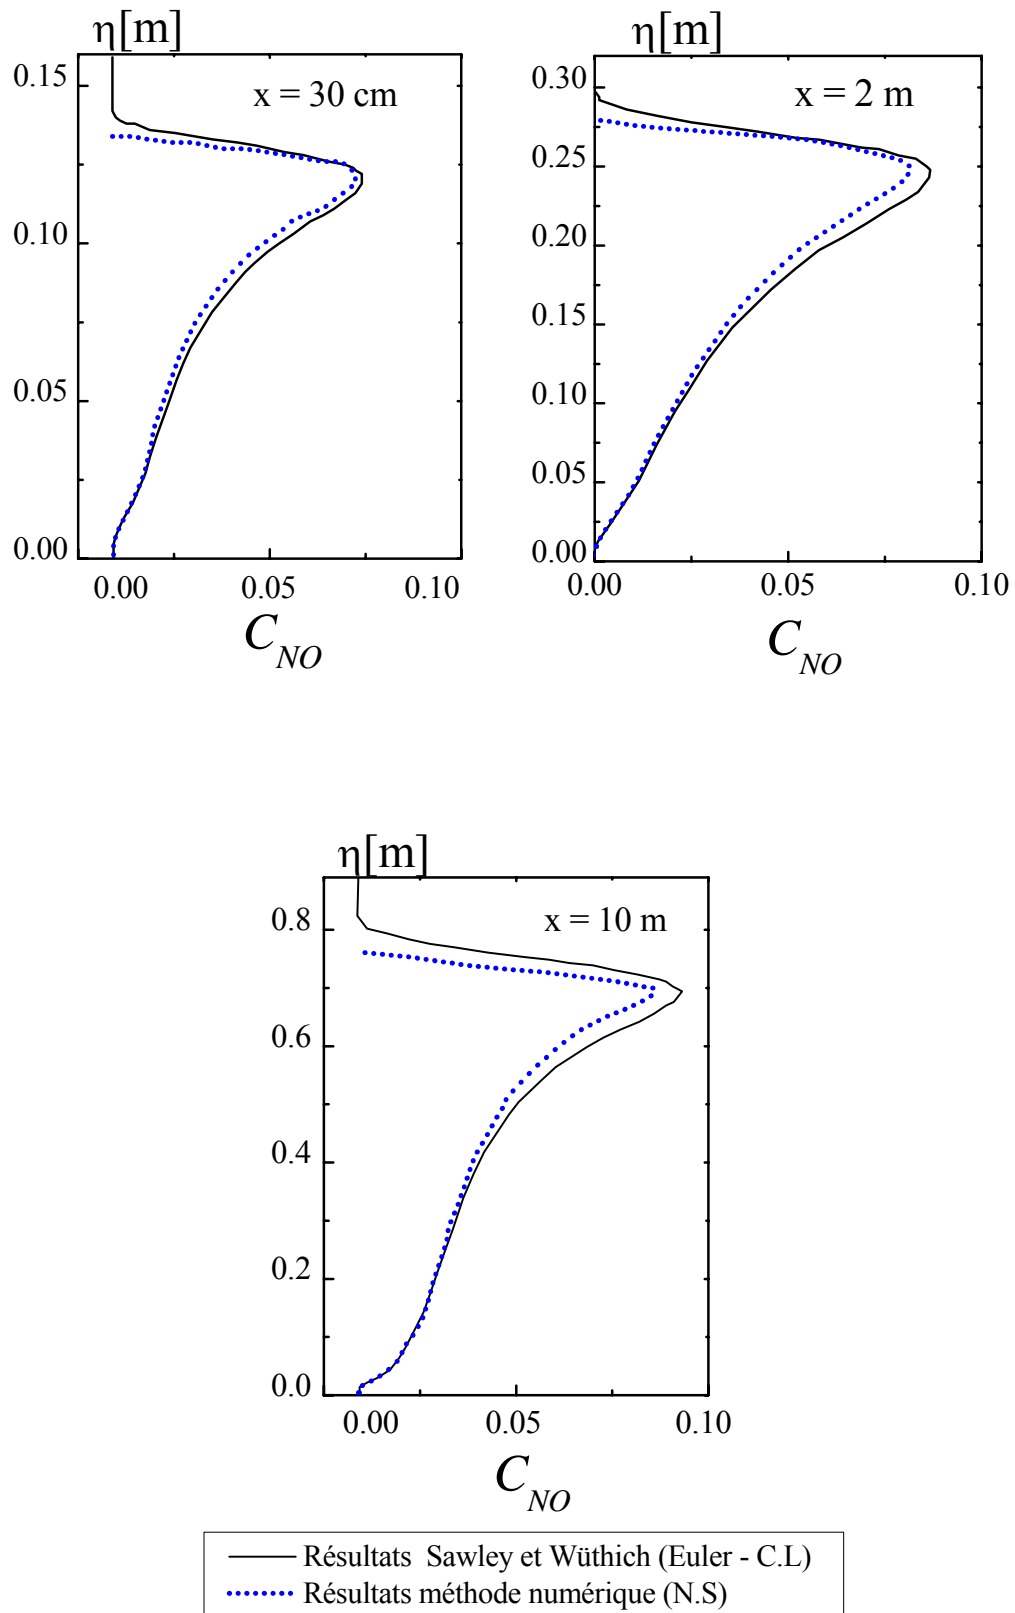 η[m]
x = 30 cm
0.15
0.10
0.05
0.00
0.00 0.05 0.10
C_NO
η[m]
x = 2 m
0.30
0.25
0.20
0.15
0.10
0.05
0.00
0.00 0.05 0.10
C_NO
η[m]
x = 10 m
0.8
0.6
0.4
0.2
0.0
0.00 0.05 0.10
C_NO
Résultats Sawley et Wüthich (Euler - C.L)
Résultats méthode numérique (N.S)